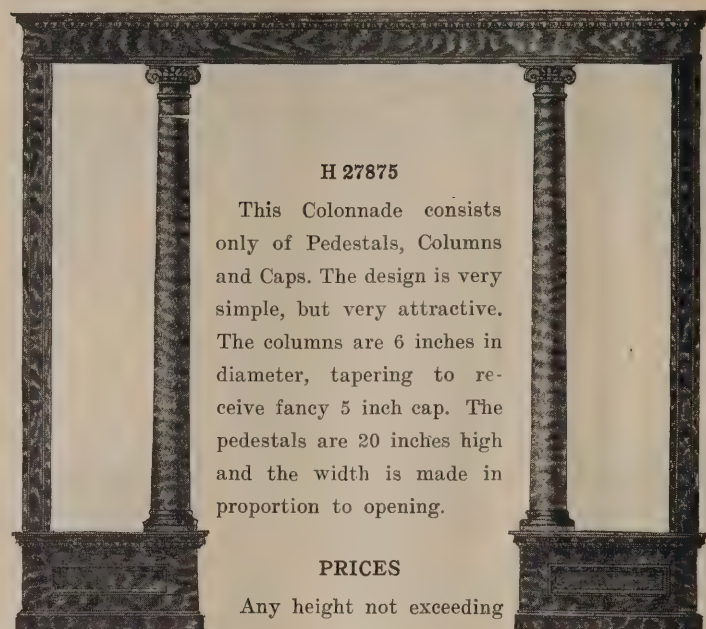 H 27875
This Colonnade consists
only of Pedestals, Columns
and Caps. The design is very
simple, but very attractive.
The columns are 6 inches in
diameter, tapering to re-
ceive fancy 5 inch cap. The
pedestals are 20 inches high
and the width is made in
proportion to opening.
PRICES
Any height not exceeding